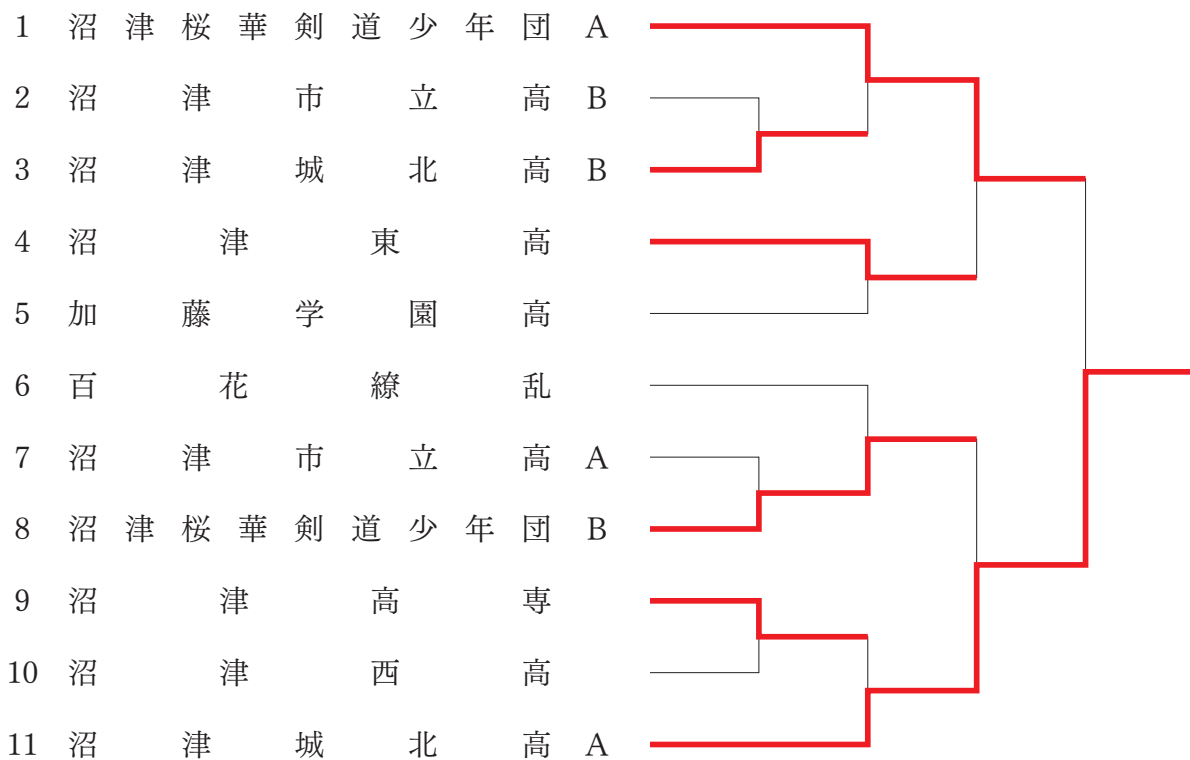 1 沼津桜華剣道少年団 A
2 沼津市立高 B
3 沼津城北高 B
4 沼津東高
5 加藤学園高
6 百花繚乱
7 沼津市立高 A
8 沼津桜華剣道少年団 B
9 沼津高専
10 沼津西高
11 沼津城北高 A